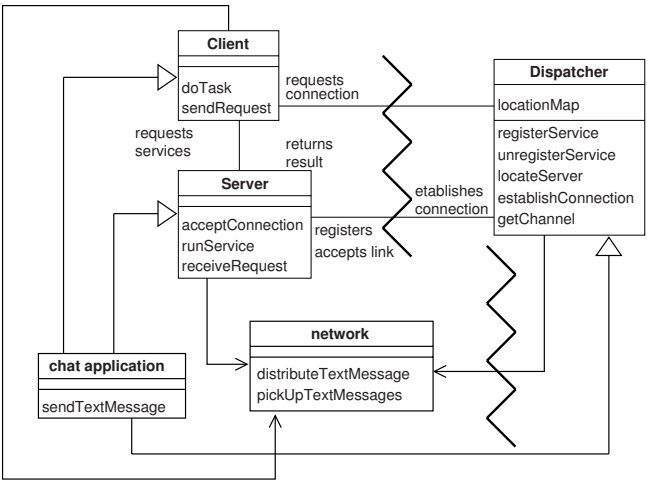 Client
doTask
sendRequest
requests
connection
Dispatcher
locationMap
registerService
unregisterService
locateServer
establishConnection
getChannel
requests
services
returns
result
Server
acceptConnection
runService
receiveRequest
etablishes
connection
registers
accepts link
network
distributeTextMessage
pickUpTextMessages
chat application
sendTextMessage